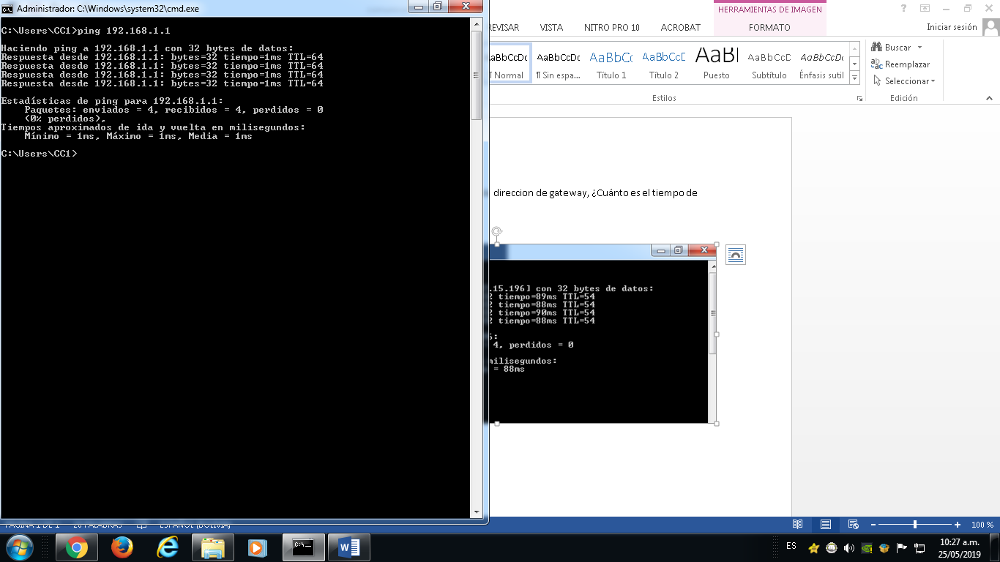 Administrador: C:\Windows\system32\cmd.exe
C:\Users\CC1>ping 192.168.1.1
Haciendo ping a 192.168.1.1 con 32 bytes de datos:
Respuesta desde 192.168.1.1: bytes=32 tiempo=1ms TTL=64
Respuesta desde 192.168.1.1: bytes=32 tiempo=1ms TTL=64
Respuesta desde 192.168.1.1: bytes=32 tiempo=1ms TTL=64
Respuesta desde 192.168.1.1: bytes=32 tiempo=1ms TTL=64
Estadísticas de ping para 192.168.1.1:
Paquetes: enviados = 4, recibidos = 4, perdidos = 0
(0% perdidos),
Tiempos aproximados de ida y vuelta en milisegundos:
Mínimo = 1ms, Máximo = 1ms, Media = 1ms
C:\Users\CC1>
HERRAMIENTAS DE IMAGEN
REVISAR VISTA NITRO PRO 10 ACROBAT FORMATO Iniciar sesión
AaBbCcDc AaBbCcDc AaBbCc AaBbCcD AaBl AaBbCcD AaBbCcDc
¶ Normal ¶ Sin espa... Título 1 Título 2 Puesto Subtítulo Énfasis sutil
Estilos
Buscar
Reemplazar
Seleccionar
Edición
direccion de gateway, ¿Cuánto es el tiempo de
.15.196] con 32 bytes de datos:
2 tiempo=89ms TTL=54
2 tiempo=88ms TTL=54
2 tiempo=90ms TTL=54
2 tiempo=88ms TTL=54
4, perdidos = 0
milisegundos:
= 88ms
PÁGINA 1 DE 1 20 PALABRAS ESPAÑOL (BOLIVIA)
100 %
ES
10:27 a.m.
25/05/2019